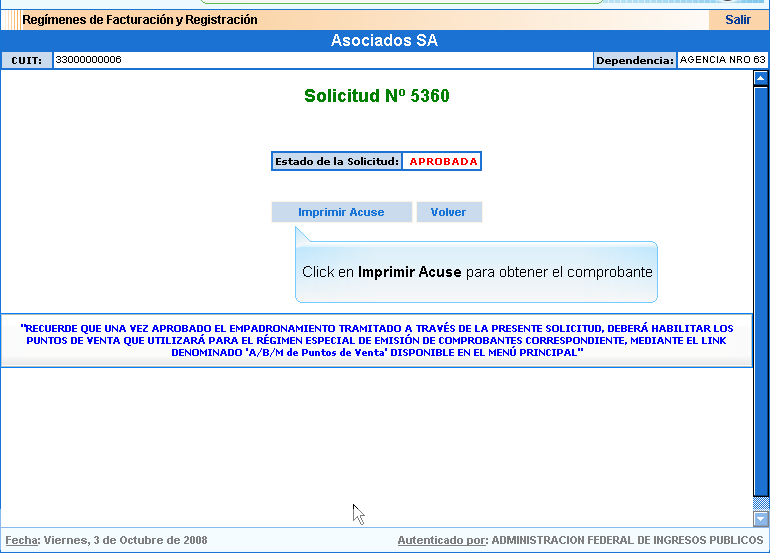 Regímenes de Facturación y Registración
Salir
Asociados SA
CUIT: 33000000006 Dependencia: AGENCIA NRO 63
Solicitud Nº 5360
Estado de la Solicitud: APROBADA
Imprimir Acuse Volver
Click en Imprimir Acuse para obtener el comprobante
"RECUERDE QUE UNA VEZ APROBADO EL EMPADRONAMIENTO TRAMITADO A TRAVÉS DE LA PRESENTE SOLICITUD, DEBERÁ HABILITAR LOS
PUNTOS DE VENTA QUE UTILIZARÁ PARA EL RÉGIMEN ESPECIAL DE EMISIÓN DE COMPROBANTES CORRESPONDIENTE, MEDIANTE EL LINK
DENOMINADO 'A/B/M de Puntos de Venta' DISPONIBLE EN EL MENÚ PRINCIPAL"
Fecha: Viernes, 3 de Octubre de 2008 Autenticado por: ADMINISTRACION FEDERAL DE INGRESOS PUBLICOS